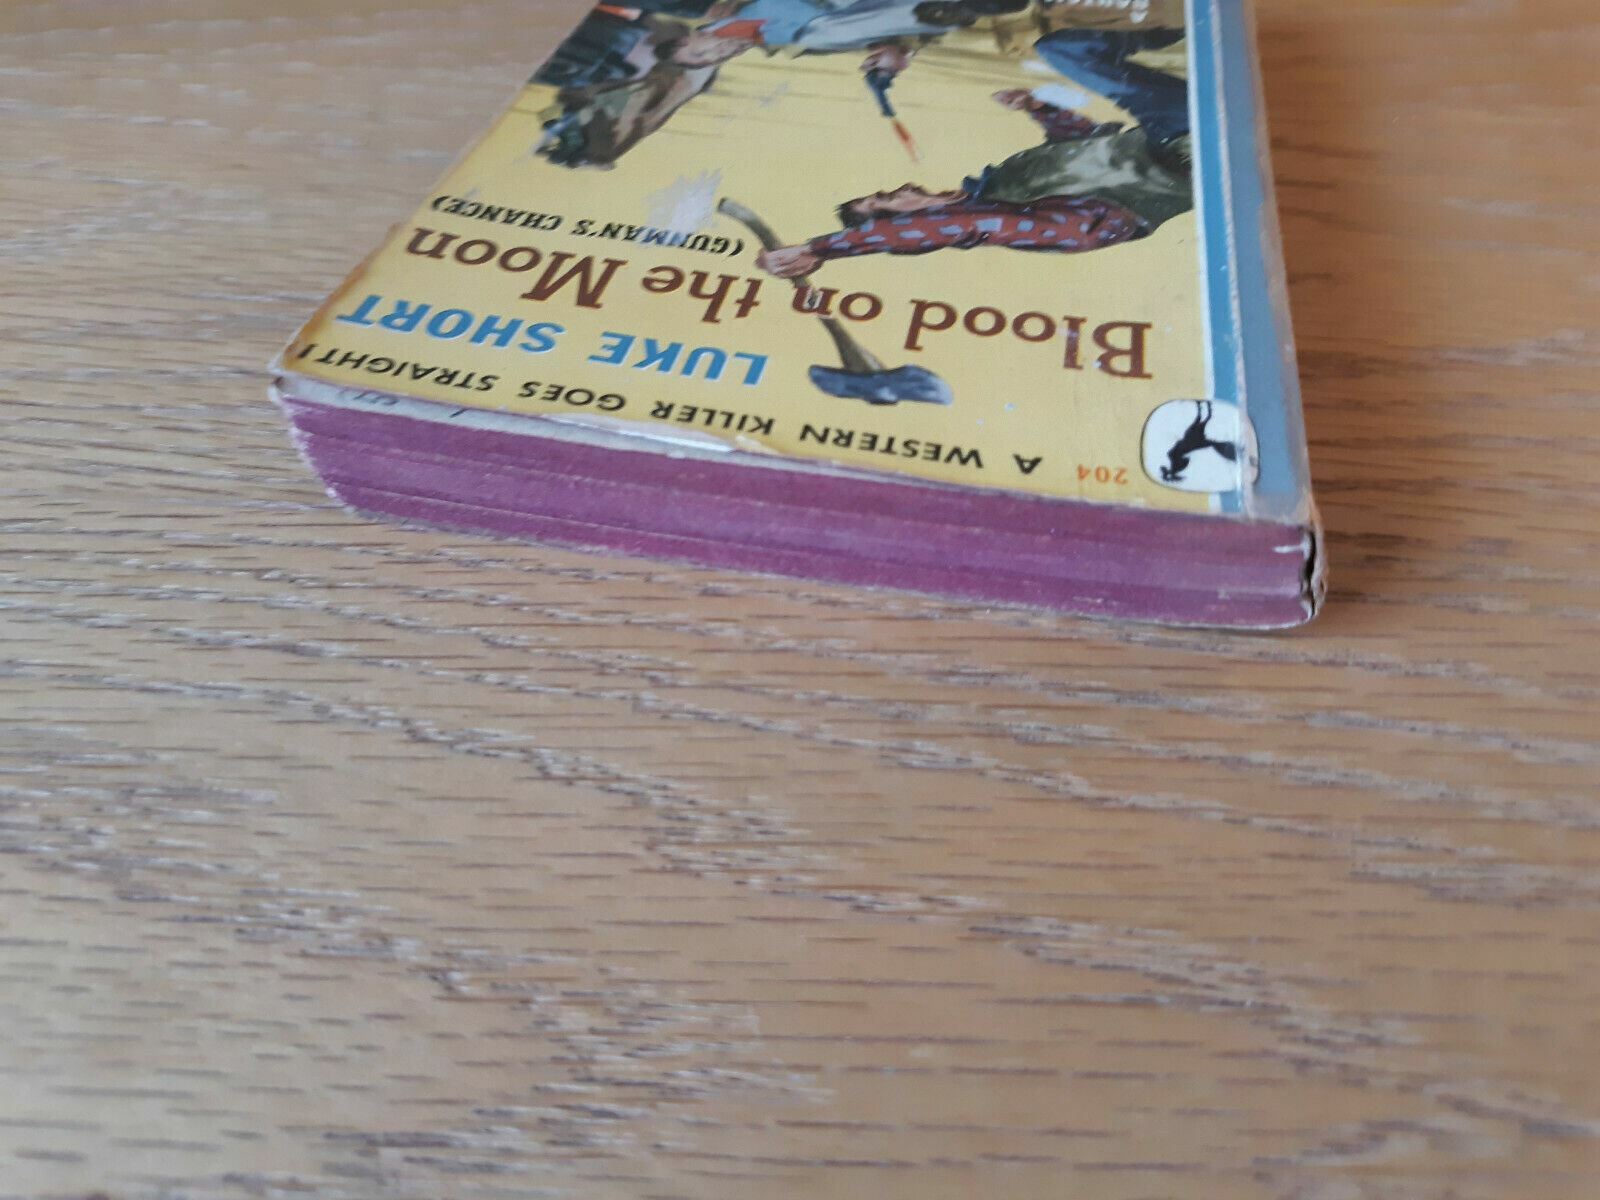 204
A WESTERN KILLER GOES STRAIGHT!
LUKE SHORT
Blood on the Moon
(GUNMAN'S CHANCE)